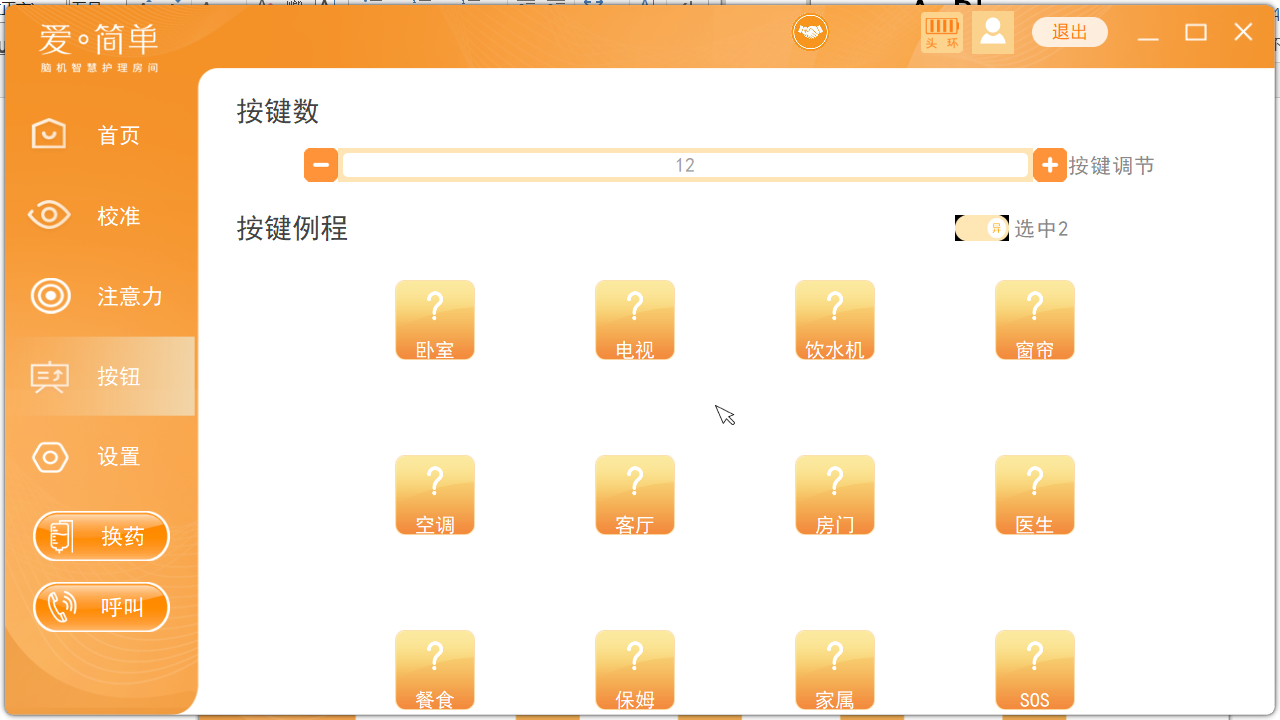 爱·简单
脑机智慧护理房间
头 环
退出
首页
校准
注意力
按钮
设置
换药
呼叫
按键数
12
按键调节
按键例程
异
选中2
?
卧室
?
电视
?
饮水机
?
窗帘
?
空调
?
客厅
?
房门
?
医生
?
餐食
?
保姆
?
家属
?
SOS